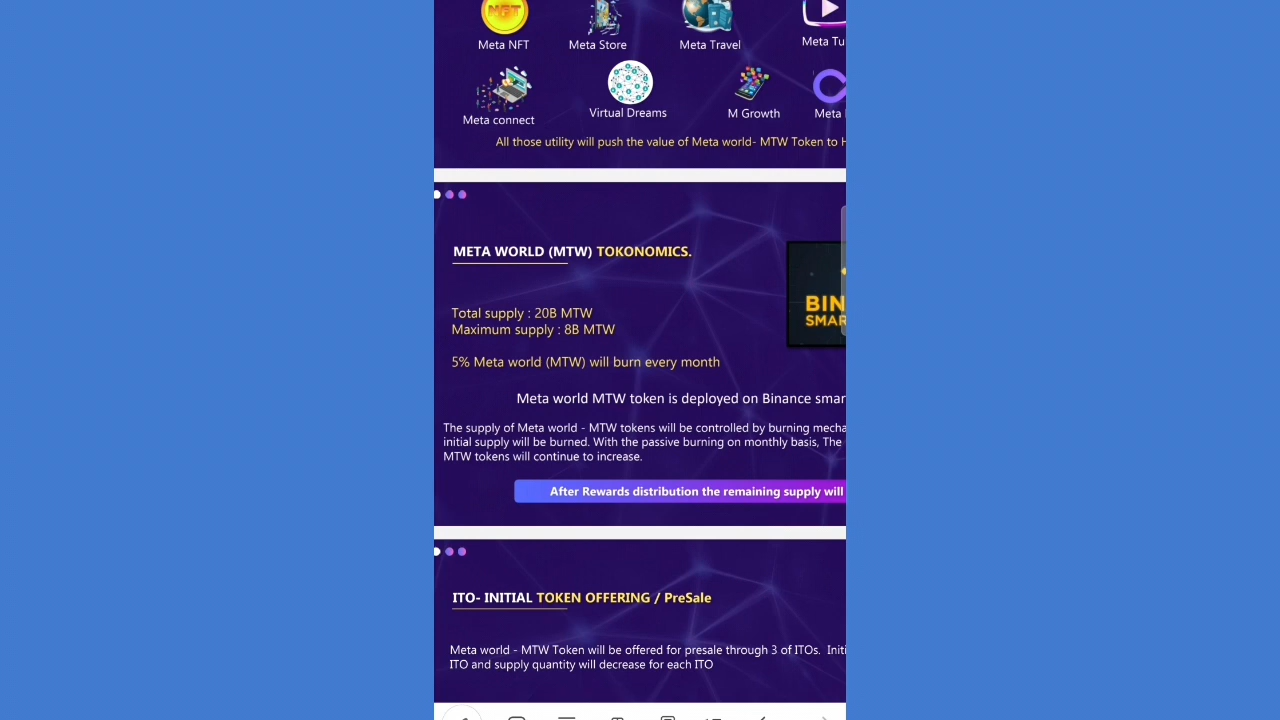 NFT
Meta NFT Meta Store Meta Travel Meta Tu
Meta connect Virtual Dreams M Growth Meta
All those utility will push the value of Meta world- MTW Token to H
META WORLD (MTW) TOKONOMICS.
BIN
SMAR
Total supply : 20B MTW
Maximum supply : 8B MTW
5% Meta world (MTW) will burn every month
Meta world MTW token is deployed on Binance smar
The supply of Meta world - MTW tokens will be controlled by burning mecha
initial supply will be burned. With the passive burning on monthly basis, The
MTW tokens will continue to increase.
After Rewards distribution the remaining supply will
ITO- INITIAL TOKEN OFFERING / PreSale
Meta world - MTW Token will be offered for presale through 3 of ITOs. Initi
ITO and supply quantity will decrease for each ITO